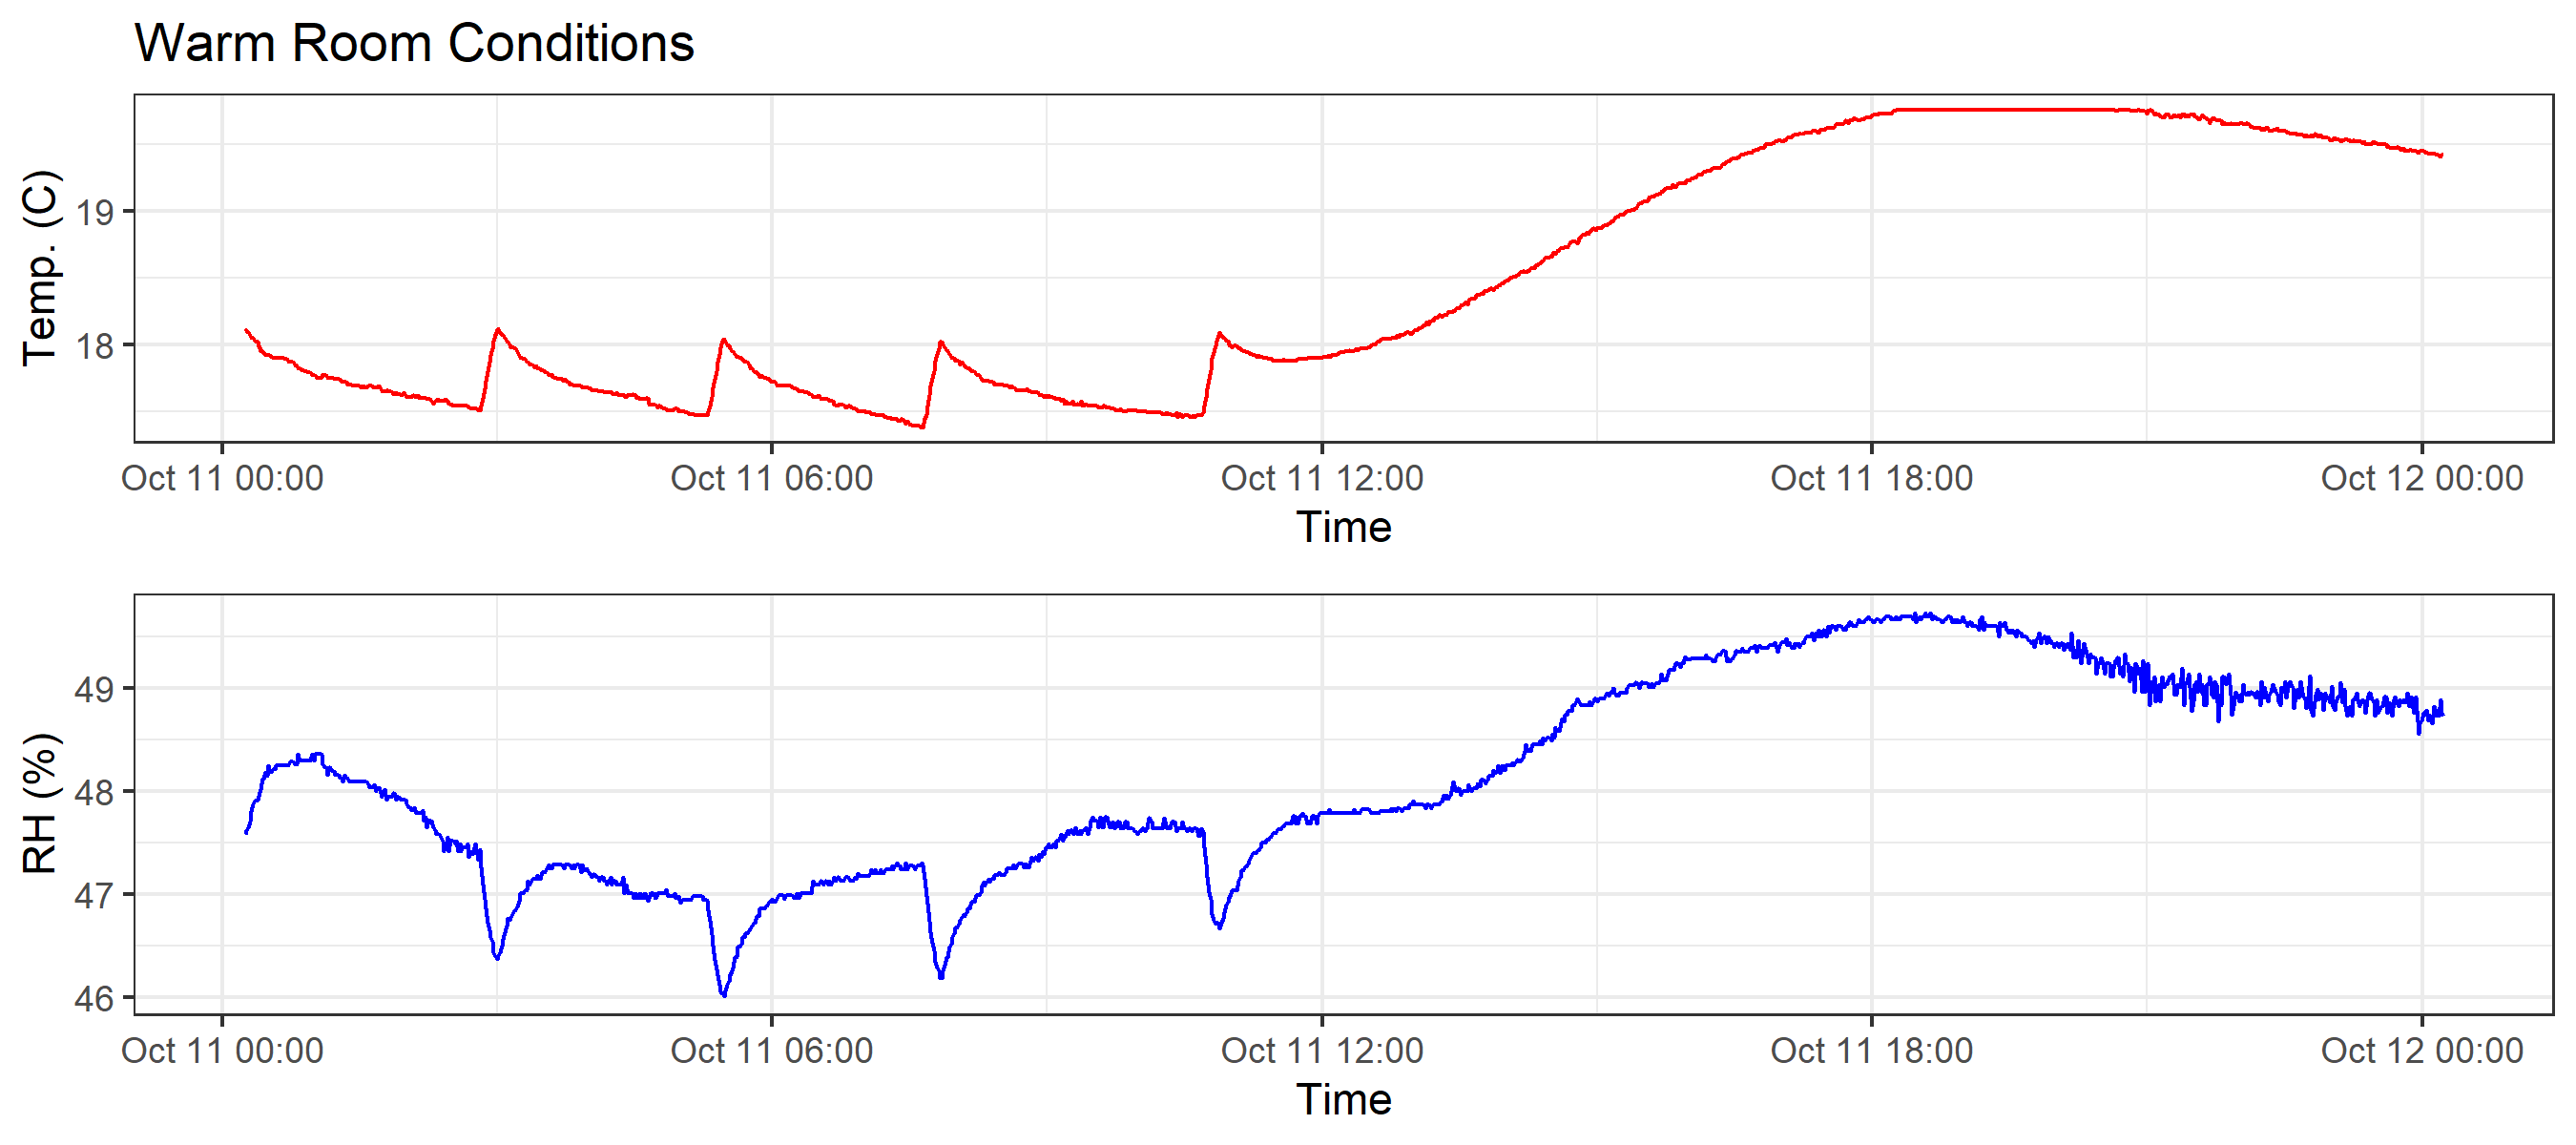 Warm Room Conditions
Temp. (C)
19
18
Oct 11 00:00 Oct 11 06:00 Oct 11 12:00 Oct 11 18:00 Oct 12 00:00
Time
RH (%)
49
48
47
46
Oct 11 00:00 Oct 11 06:00 Oct 11 12:00 Oct 11 18:00 Oct 12 00:00
Time